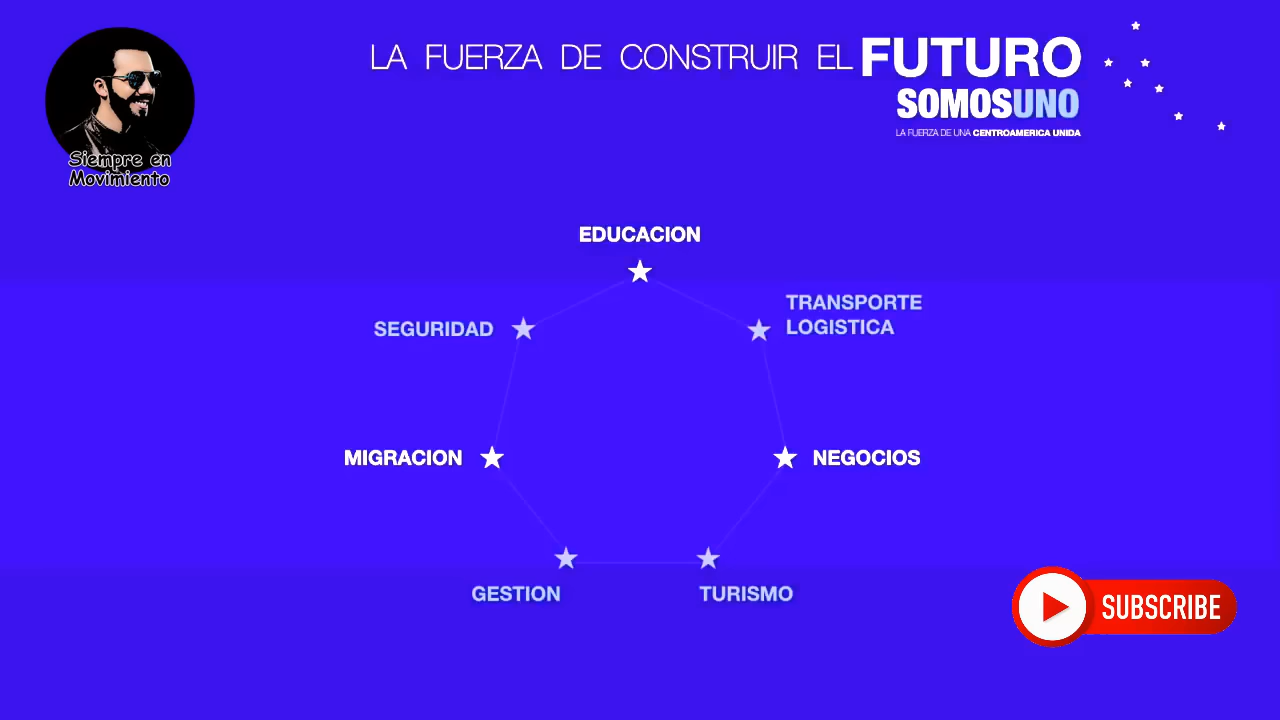 LA FUERZA DE CONSTRUIR EL FUTURO
SOMOSUNO
LA FUERZA DE UNA CENTROAMERICA UNIDA
Siempre en
Movimiento
EDUCACION
TRANSPORTE
LOGISTICA
SEGURIDAD
MIGRACION
NEGOCIOS
GESTION
TURISMO
SUBSCRIBE